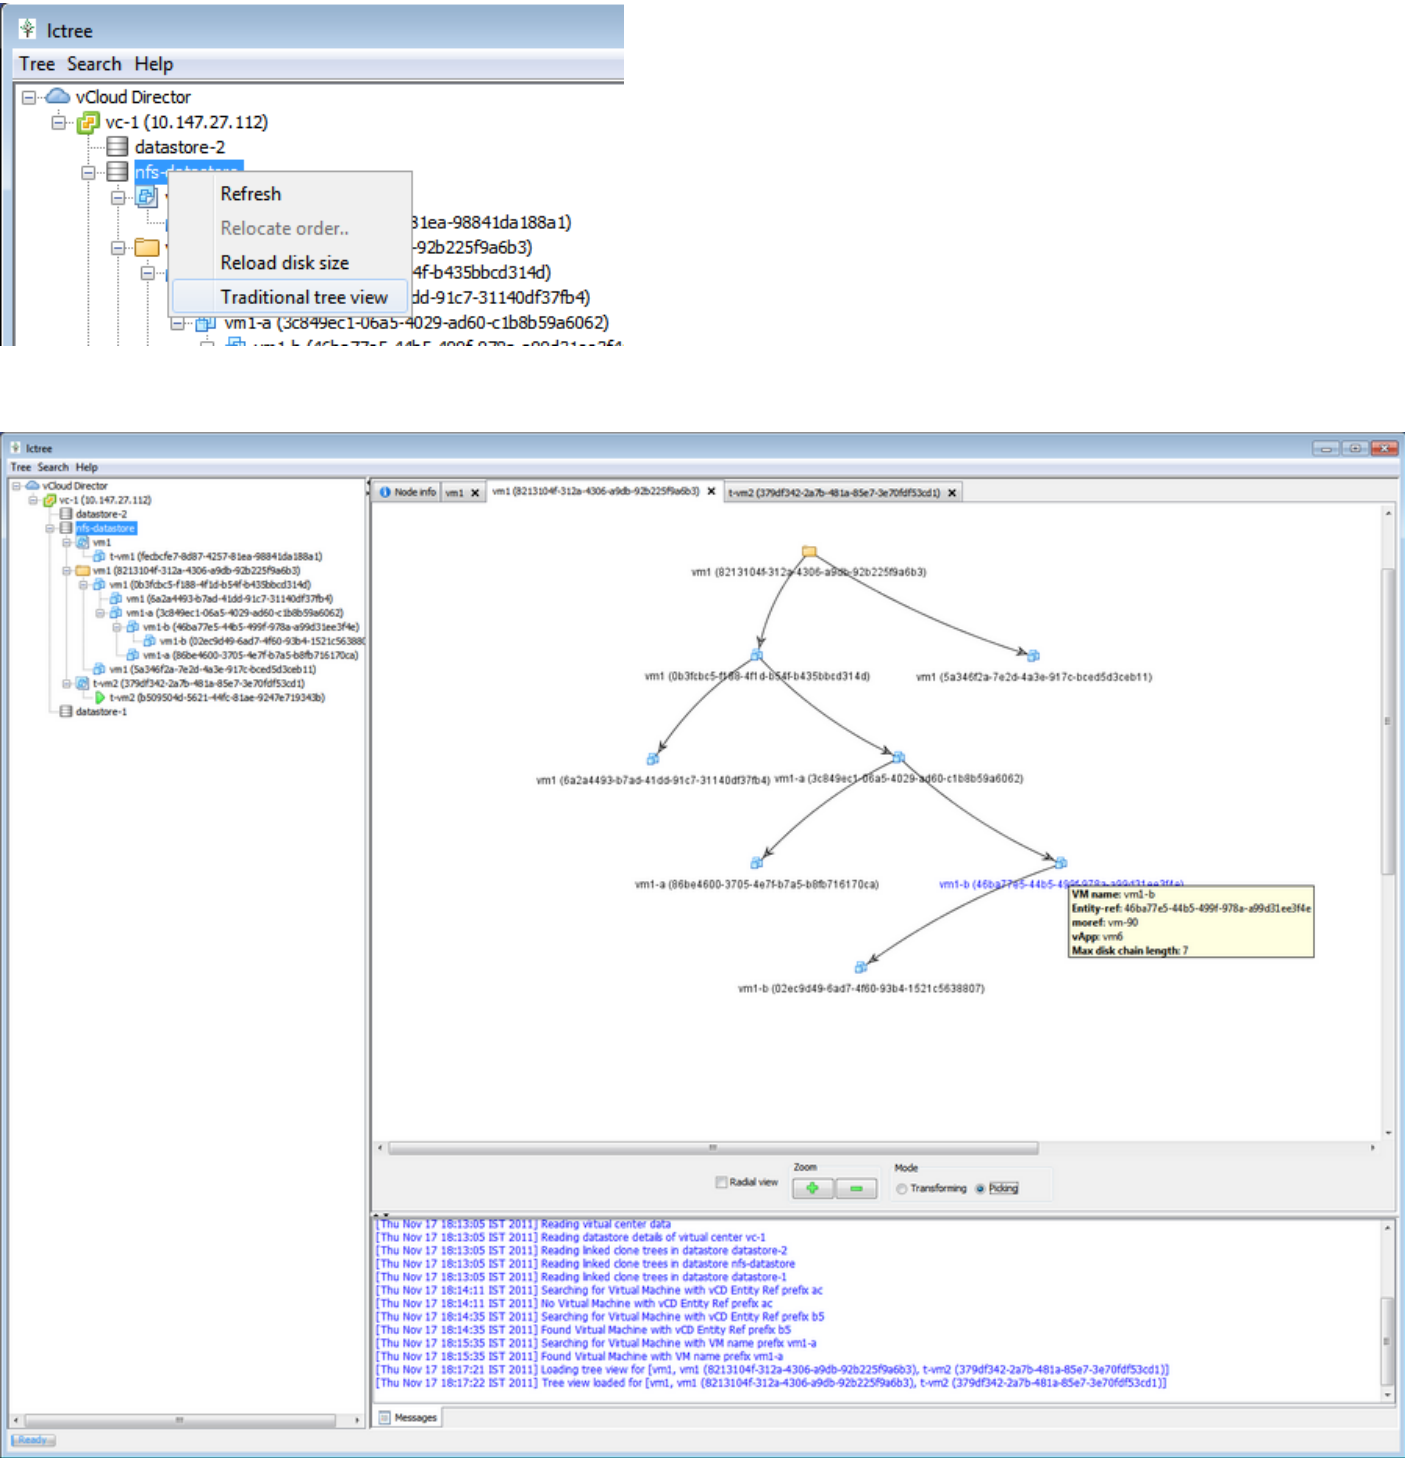 lctree
Tree Search Help
vCloud Director
vc-1 (10.147.27.112)
datastore-2
nfs-datastore
Refresh
Relocate order..
31ea-98841da188a1)
-92b225f9a6b3)
Reload disk size
4f-b435bbcd314d)
Traditional tree view
dd-91c7-31140df37fb4)
vm1-a (3c849ec1-06a5-4029-ad60-c1b8b59a6062)
vm1-b (46ba77e5-44b5-499f-978a-a99d31ee3f4
lctree
Tree Search Help
vCloud Director
vc-1 (10.147.27.112)
datastore-2
nfs-datastore
vm1
t-vm1 (fecbcfe7-8d87-4257-81ea-98841da188a1)
vm1 (8213104f-312a-4306-a9db-92b225f9a6b3)
vm1 (0b3fcbc5-f188-4f1d-b54f-b435bbcd314d)
vm1 (6a2a4493-b7ad-41dd-91c7-31140df37fb4)
vm1-a (3c849ec1-06a5-4029-ad60-c1b8b59a6062)
vm1-b (46ba77e5-44b5-499f-978a-a99d31ee3f4e)
vm1-b (02ec9d49-6ad7-4f60-93b4-1521c563880
vm1-a (86be4600-3705-4e7f-b7a5-b8fb716170ca)
vm1 (5a346f2a-7e2d-4a3e-917c-bced5d3ceb11)
t-vm2 (379df342-2a7b-481a-85e7-3e70fdf53cd1)
t-vm2 (b509504d-5621-44fc-81ae-9247e719343b)
datastore-1
Node info
vm1
vm1 (8213104f-312a-4306-a9db-92b225f9a6b3)
t-vm2 (379df342-2a7b-481a-85e7-3e70fdf53cd1)
vm1 (8213104f-312a-4306-a9db-92b225f9a6b3)
vm1 (0b3fcbc5-f188-4f1d-b54f-b435bbcd314d)
vm1 (5a346f2a-7e2d-4a3e-917c-bced5d3ceb11)
vm1 (6a2a4493-b7ad-41dd-91c7-31140df37fb4)
vm1-a (3c849ec1-06a5-4029-ad60-c1b8b59a6062)
vm1-a (86be4600-3705-4e7f-b7a5-b8fb716170ca)
vm1-b (46ba77e5-44b5-499f-978a-a99d31ee3f4e)
VM name: vm1-b
Entity-ref: 46ba77e5-44b5-499f-978a-a99d31ee3f4e
moref: vm-90
vApp: vm6
Max disk chain length: 7
vm1-b (02ec9d49-6ad7-4f60-93b4-1521c5638807)
Radial view
Zoom
Mode
Transforming
Picking
[Thu Nov 17 18:13:05 IST 2011] Reading virtual center data
[Thu Nov 17 18:13:05 IST 2011] Reading datastore details of virtual center vc-1
[Thu Nov 17 18:13:05 IST 2011] Reading linked clone trees in datastore datastore-2
[Thu Nov 17 18:13:05 IST 2011] Reading linked clone trees in datastore nfs-datastore
[Thu Nov 17 18:13:05 IST 2011] Reading linked clone trees in datastore datastore-1
[Thu Nov 17 18:14:11 IST 2011] Searching for Virtual Machine with vCD Entity Ref prefix ac
[Thu Nov 17 18:14:11 IST 2011] No Virtual Machine with vCD Entity Ref prefix ac
[Thu Nov 17 18:14:35 IST 2011] Searching for Virtual Machine with vCD Entity Ref prefix b5
[Thu Nov 17 18:14:35 IST 2011] Found Virtual Machine with vCD Entity Ref prefix b5
[Thu Nov 17 18:15:35 IST 2011] Searching for Virtual Machine with VM name prefix vm1-a
[Thu Nov 17 18:15:35 IST 2011] Found Virtual Machine with VM name prefix vm1-a
[Thu Nov 17 18:17:21 IST 2011] Loading tree view for [vm1, vm1 (8213104f-312a-4306-a9db-92b225f9a6b3), t-vm2 (379df342-2a7b-481a-85e7-3e70fdf53cd1)]
[Thu Nov 17 18:17:22 IST 2011] Tree view loaded for [vm1, vm1 (8213104f-312a-4306-a9db-92b225f9a6b3), t-vm2 (379df342-2a7b-481a-85e7-3e70fdf53cd1)]
Messages
Ready